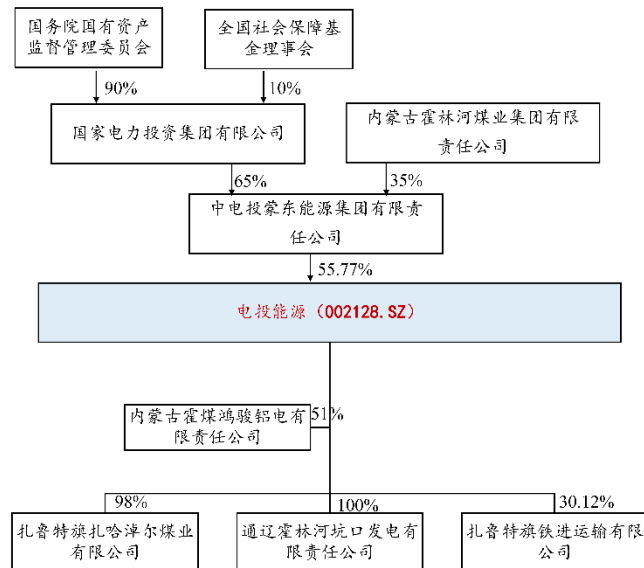 国务院国有资产
监督管理委员会
全国社会保障基
金理事会
90%
10%
国家电力投资集团有限公司
内蒙古霍林河煤业集团有限
责任公司
65%
35%
中电投蒙东能源集团有限责
任公司
55.77%
电投能源（002128.SZ）
内蒙古霍煤鸿骏铝电有
限责任公司
51%
98%
100%
30.12%
扎鲁特旗扎哈淖尔煤业
有限公司
通辽霍林河坑口发电有
限责任公司
扎鲁特旗铁进运输有限
公司